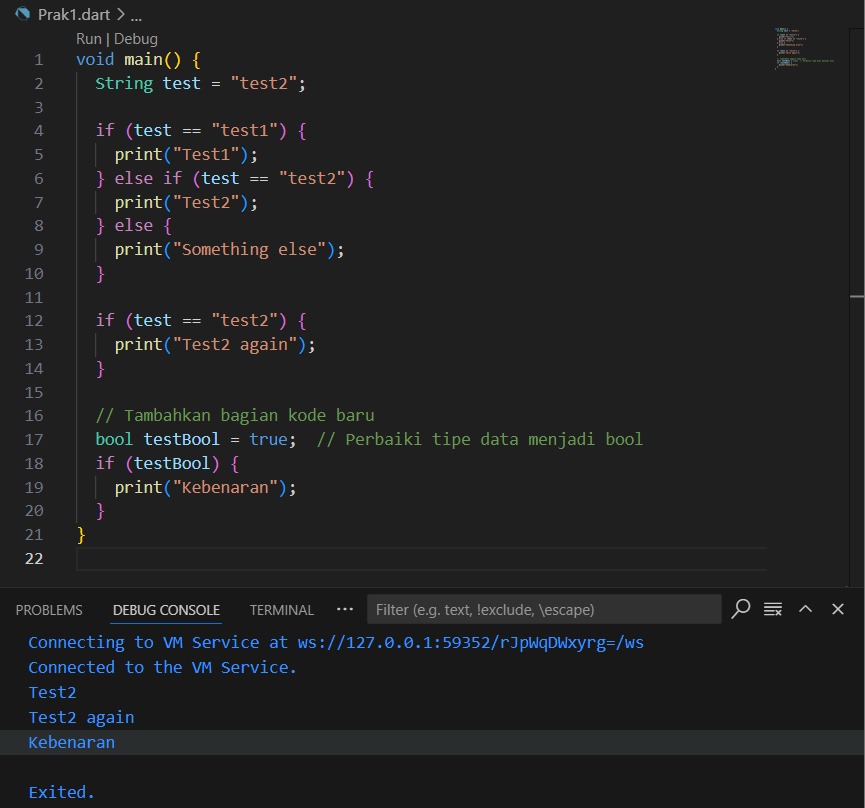 Prak1.dart > ...
Run | Debug
1 void main() {
2   String test = "test2";
3
4   if (test == "test1") {
5     print("Test1");
6   } else if (test == "test2") {
7     print("Test2");
8   } else {
9     print("Something else");
10   }
11
12   if (test == "test2") {
13     print("Test2 again");
14   }
15
16   // Tambahkan bagian kode baru
17   bool testBool = true;  // Perbaiki tipe data menjadi bool
18   if (testBool) {
19     print("Kebenaran");
20   }
21 }
22
PROBLEMS DEBUG CONSOLE TERMINAL ... Filter (e.g. text, !exclude, \escape)
Connecting to VM Service at ws://127.0.0.1:59352/rJpWqDWxyrg=/ws
Connected to the VM Service.
Test2
Test2 again
Kebenaran
Exited.